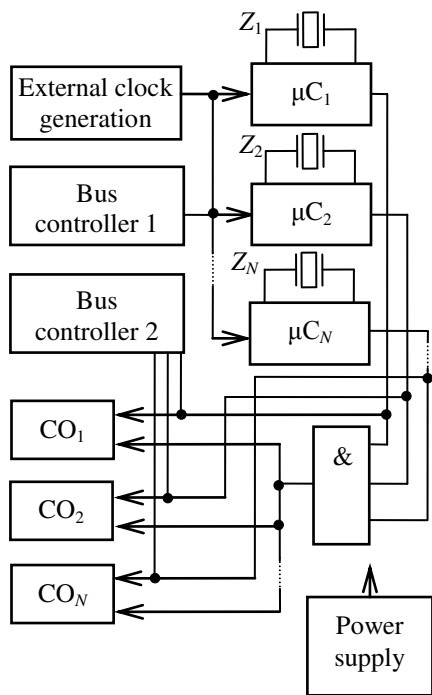 Z1
External clock
generation
μC1
Z2
Bus
controller 1
μC2
ZN
Bus
controller 2
μCN
CO1
&
CO2
CON
Power
supply